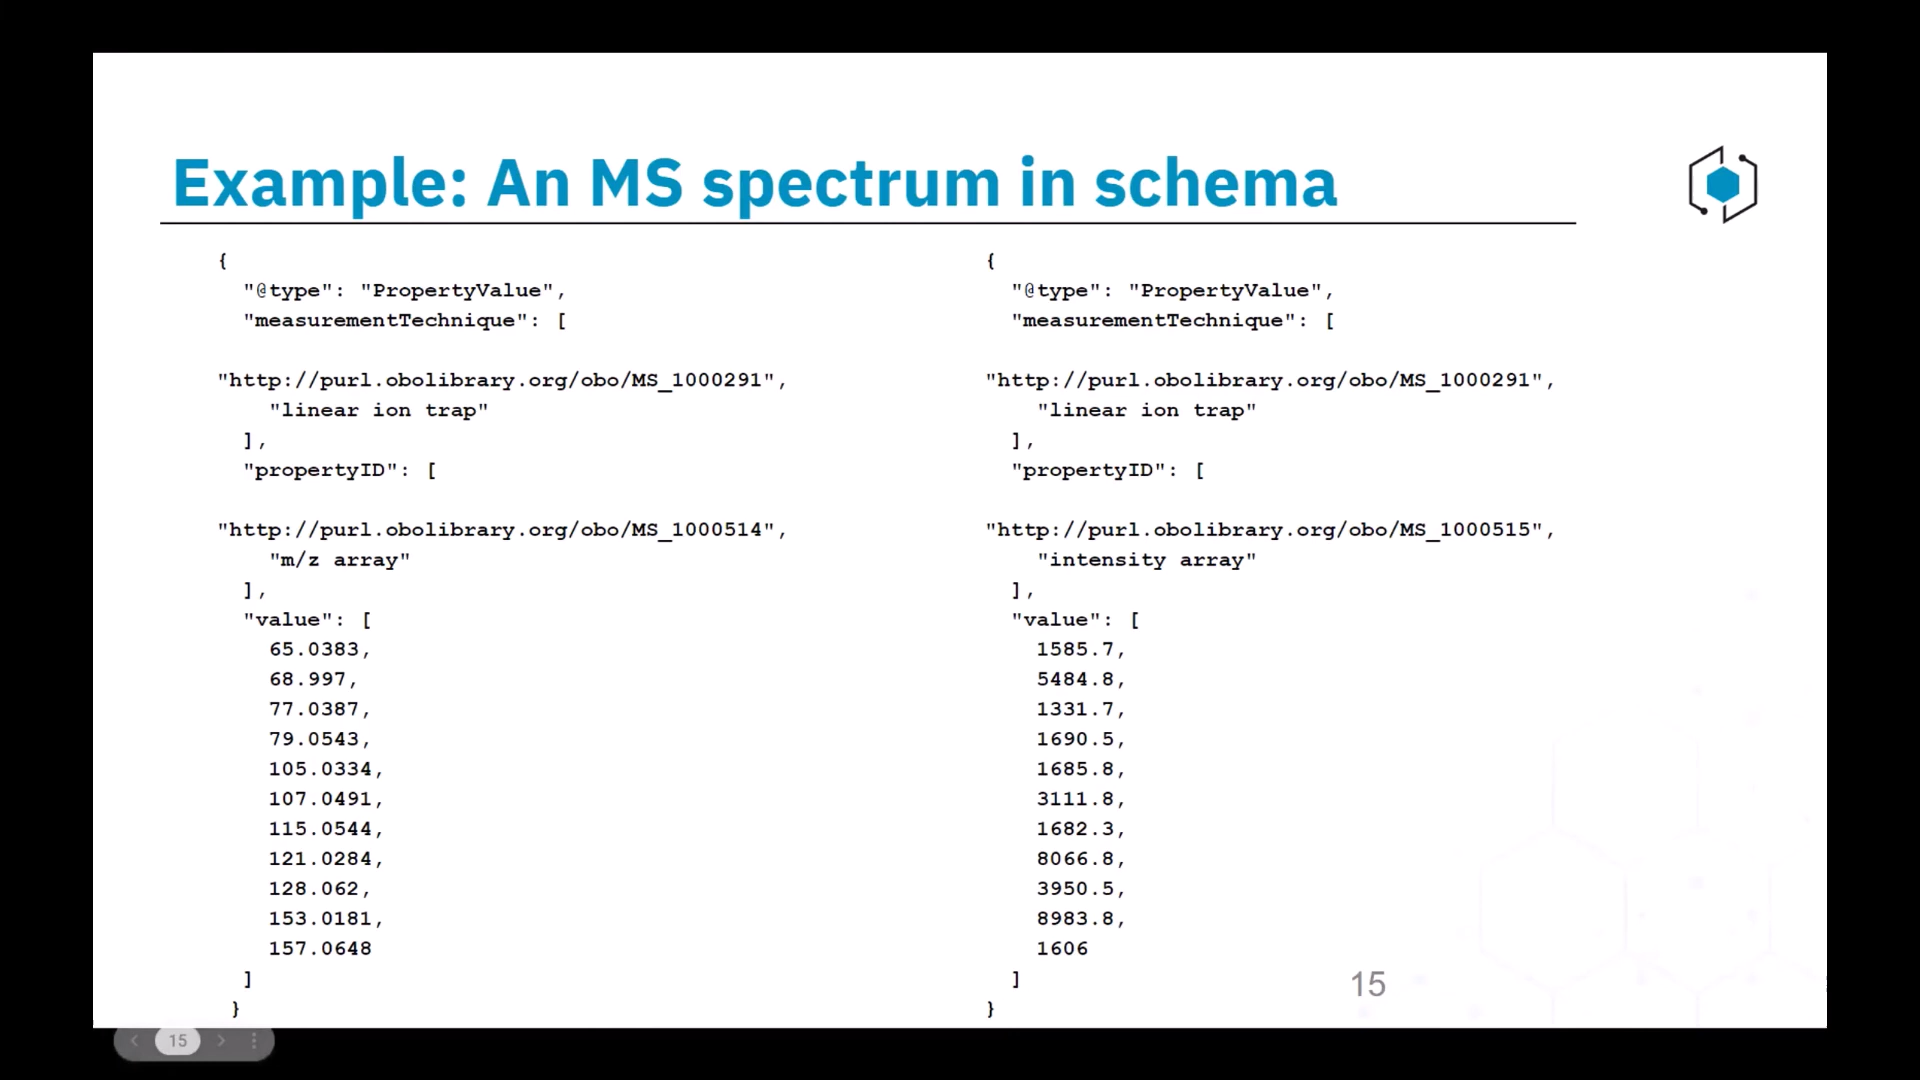 Example: An MS spectrum in schema
{
"@type": "PropertyValue",
"measurementTechnique": [
"http://purl.obolibrary.org/obo/MS_1000291",
"linear ion trap"
],
"propertyID": [
"http://purl.obolibrary.org/obo/MS_1000514",
"m/z array"
],
"value": [
65.0383,
68.997,
77.0387,
79.0543,
105.0334,
107.0491,
115.0544,
121.0284,
128.062,
153.0181,
157.0648
]
}
{
"@type": "PropertyValue",
"measurementTechnique": [
"http://purl.obolibrary.org/obo/MS_1000291",
"linear ion trap"
],
"propertyID": [
"http://purl.obolibrary.org/obo/MS_1000515",
"intensity array"
],
"value": [
1585.7,
5484.8,
1331.7,
1690.5,
1685.8,
3111.8,
1682.3,
8066.8,
3950.5,
8983.8,
1606
]
}
15
15